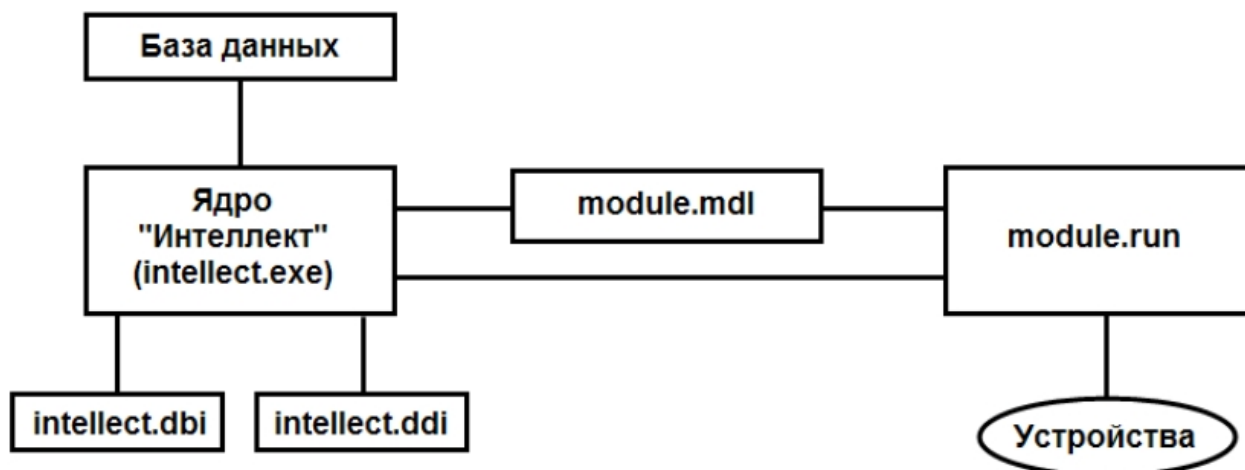 База данных
Ядро
"Интеллект"
(intellect.exe)
module.mdl
module.run
intellect.dbi
intellect.ddi
Устройства